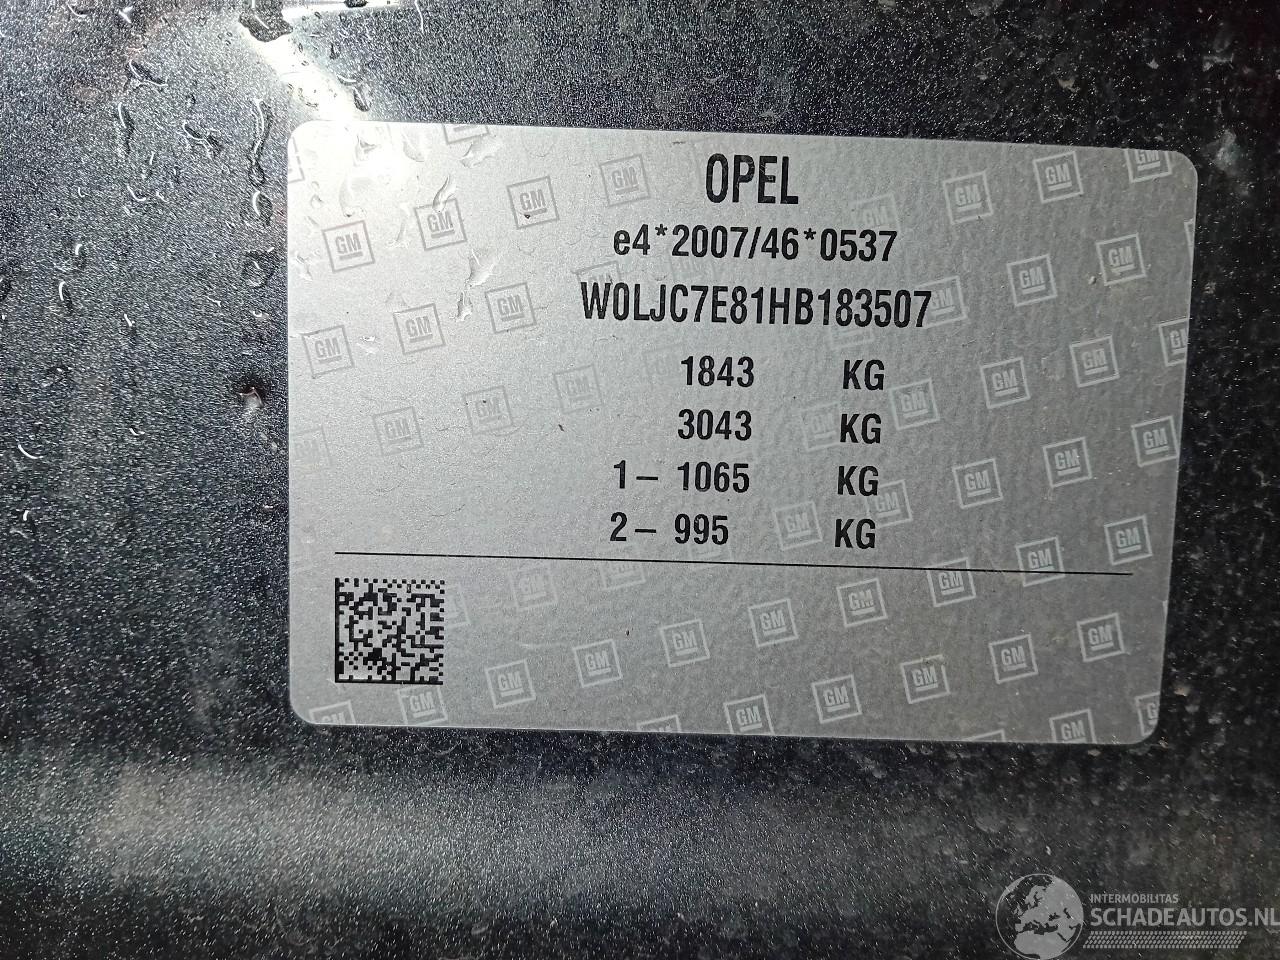 OPEL
e4*2007/46*0537
W0LJC7E81HB183507
1843 KG
3043 KG
1– 1065 KG
2– 995 KG
GM
INTERMOBILITAS
SCHADEAUTOS.NL